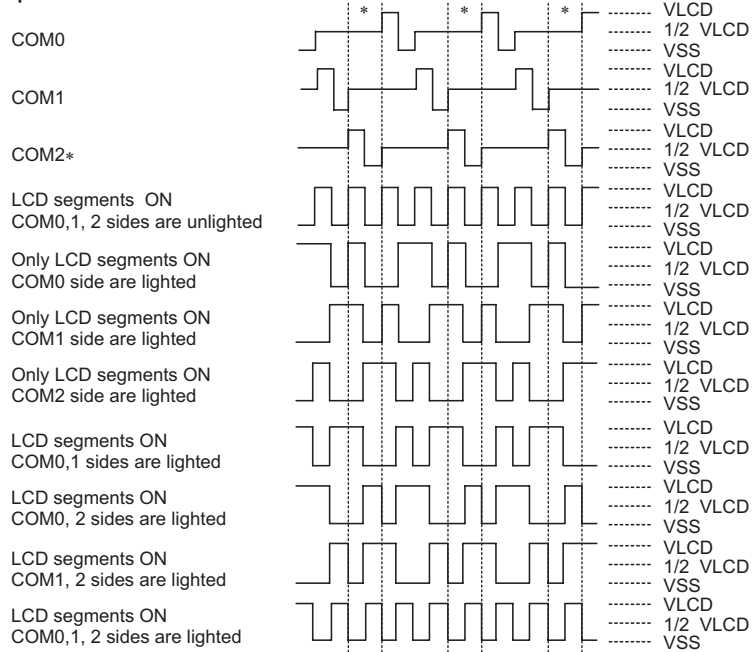 * * *
COM0
VLCD
1/2 VLCD
VSS
COM1
VLCD
1/2 VLCD
VSS
COM2*
VLCD
1/2 VLCD
VSS
LCD segments ON
COM0,1, 2 sides are unlighted
VLCD
1/2 VLCD
VSS
Only LCD segments ON
COM0 side are lighted
VLCD
1/2 VLCD
VSS
Only LCD segments ON
COM1 side are lighted
VLCD
1/2 VLCD
VSS
Only LCD segments ON
COM2 side are lighted
VLCD
1/2 VLCD
VSS
LCD segments ON
COM0,1 sides are lighted
VLCD
1/2 VLCD
VSS
LCD segments ON
COM0, 2 sides are lighted
VLCD
1/2 VLCD
VSS
LCD segments ON
COM1, 2 sides are lighted
VLCD
1/2 VLCD
VSS
LCD segments ON
COM0,1, 2 sides are lighted
VLCD
1/2 VLCD
VSS